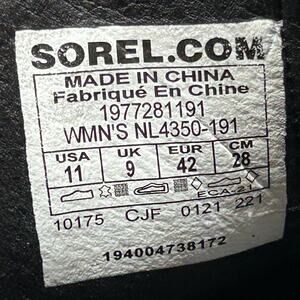 SOREL.COM
MADE IN CHINA
Fabriqué En Chine
1977281191
WMN'S NL4350-191
USA UK EUR CM
11 9 42 28
ECA-21
10175 CJF 0121 221
194004738172